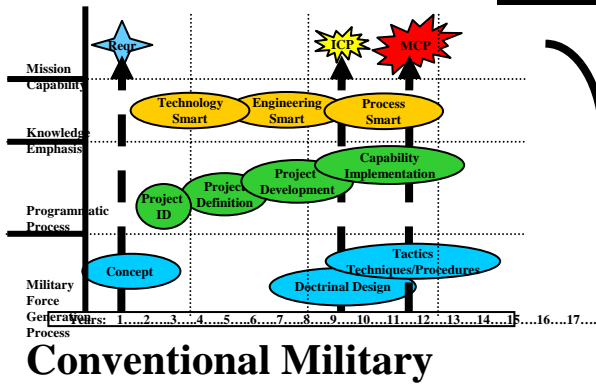 Reqr
ICP
MCP
Mission
Capability
Technology
Smart
Engineering
Smart
Process
Smart
Knowledge
Emphasis
Capability
Implementation
Project
Development
Project
Definition
Project
ID
Programmatic
Process
Tactics
Techniques/Procedures
Concept
Doctrinal Design
Military
Force
Generation
Process
Years: 1…..2…..3…..4…..5…..6…..7…..8…..9…..10…..11…..12…..13…..14…..15…..16…..17…..
Conventional Military